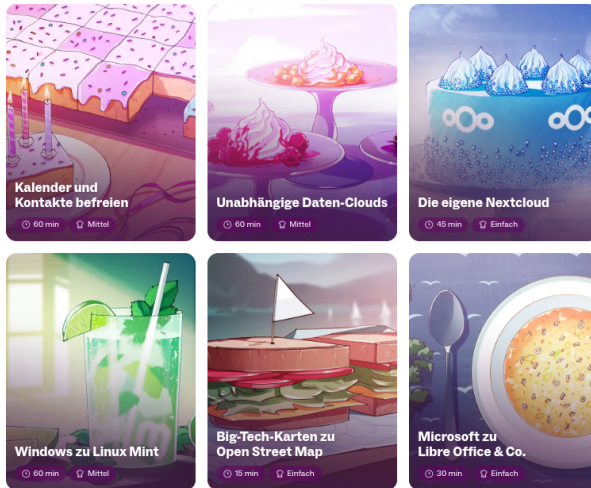 Kalender und
Kontakte befreien
60 min Mittel
Unabhängige Daten-Clouds
60 min Mittel
Die eigene Nextcloud
45 min Einfach
Windows zu Linux Mint
60 min Mittel
Big-Tech-Karten zu
Open Street Map
15 min Einfach
Microsoft zu
Libre Office & Co.
30 min Einfach